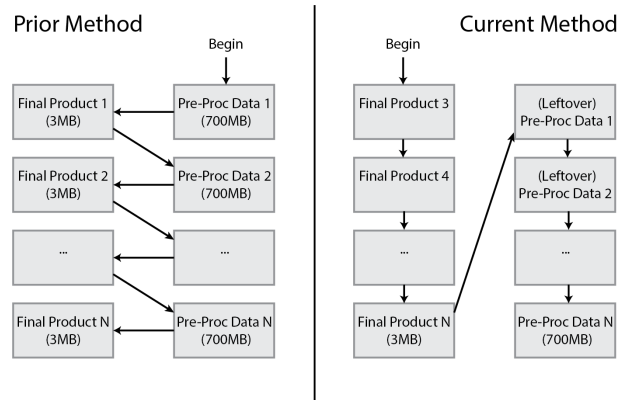 Prior Method
Begin
Final Product 1
(3MB)
Pre-Proc Data 1
(700MB)
Final Product 2
(3MB)
Pre-Proc Data 2
(700MB)
...
...
Final Product N
(3MB)
Pre-Proc Data N
(700MB)
Current Method
Begin
Final Product 3
(Leftover)
Pre-Proc Data 1
Final Product 4
(Leftover)
Pre-Proc Data 2
...
...
Final Product N
(3MB)
Pre-Proc Data N
(700MB)